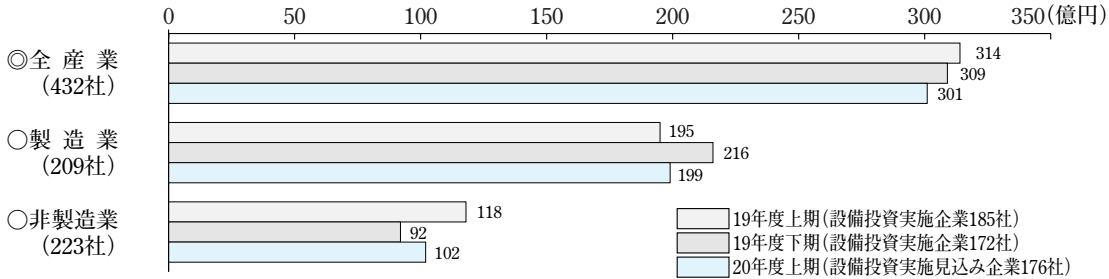 0 50 100 150 200 250 300 350(億円)
◎全産業
(432社)
314
309
301
○製造業
(209社)
195
216
199
○非製造業
(223社)
118
92
102
19年度上期(設備投資実施企業185社)
19年度下期(設備投資実施企業172社)
20年度上期(設備投資実施見込み企業176社)